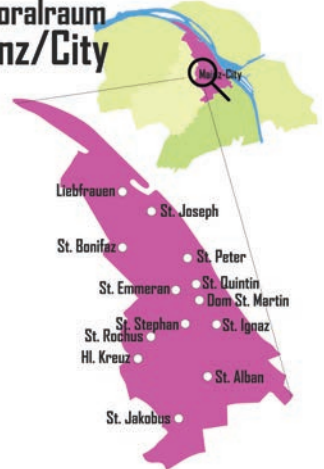 oralraum
nz/City
Mainz-City
Liebfrauen
St. Joseph
St. Bonifaz
St. Peter
St. Quintin
St. Emmeran
Dom St. Martin
St. Stephan
St. Ignaz
St. Rochus
Hl. Kreuz
St. Alban
St. Jakobus